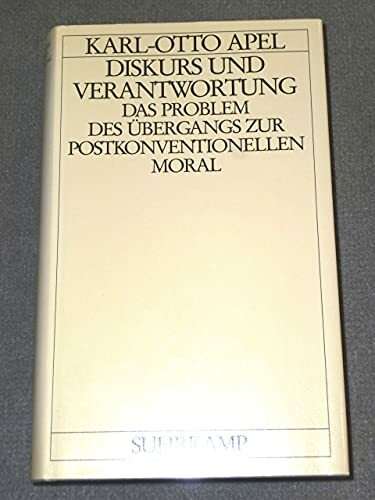 KARL-OTTO APEL
DISKURS UND
VERANTWORTUNG
DAS PROBLEM
DES ÜBERGANGS ZUR
POSTKONVENTIONELLEN
MORAL
SUHRKAMP